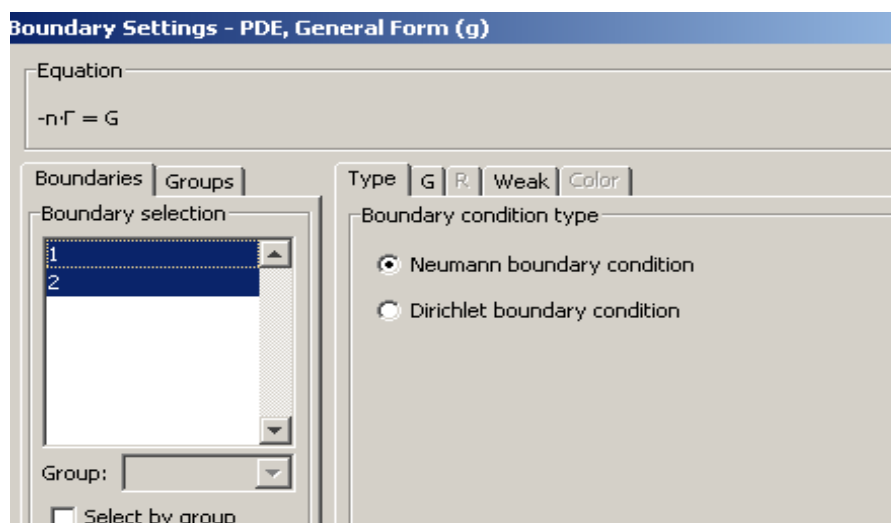 Boundary Settings - PDE, General Form (g)
Equation
-n·Γ = G
Boundaries Groups
Boundary selection
1
2
Group:
Select by group
Type G R Weak Color
Boundary condition type
Neumann boundary condition
Dirichlet boundary condition